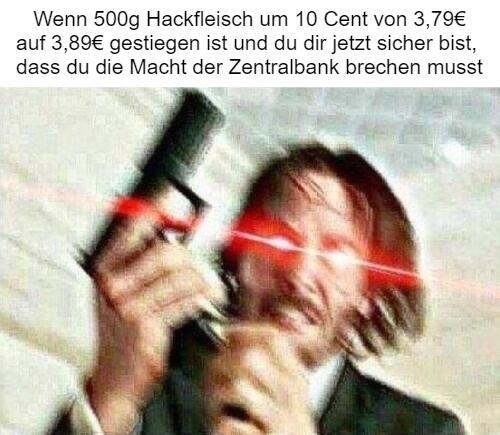 Wenn 500g Hackfleisch um 10 Cent von 3,79€
auf 3,89€ gestiegen ist und du dir jetzt sicher bist,
dass du die Macht der Zentralbank brechen musst